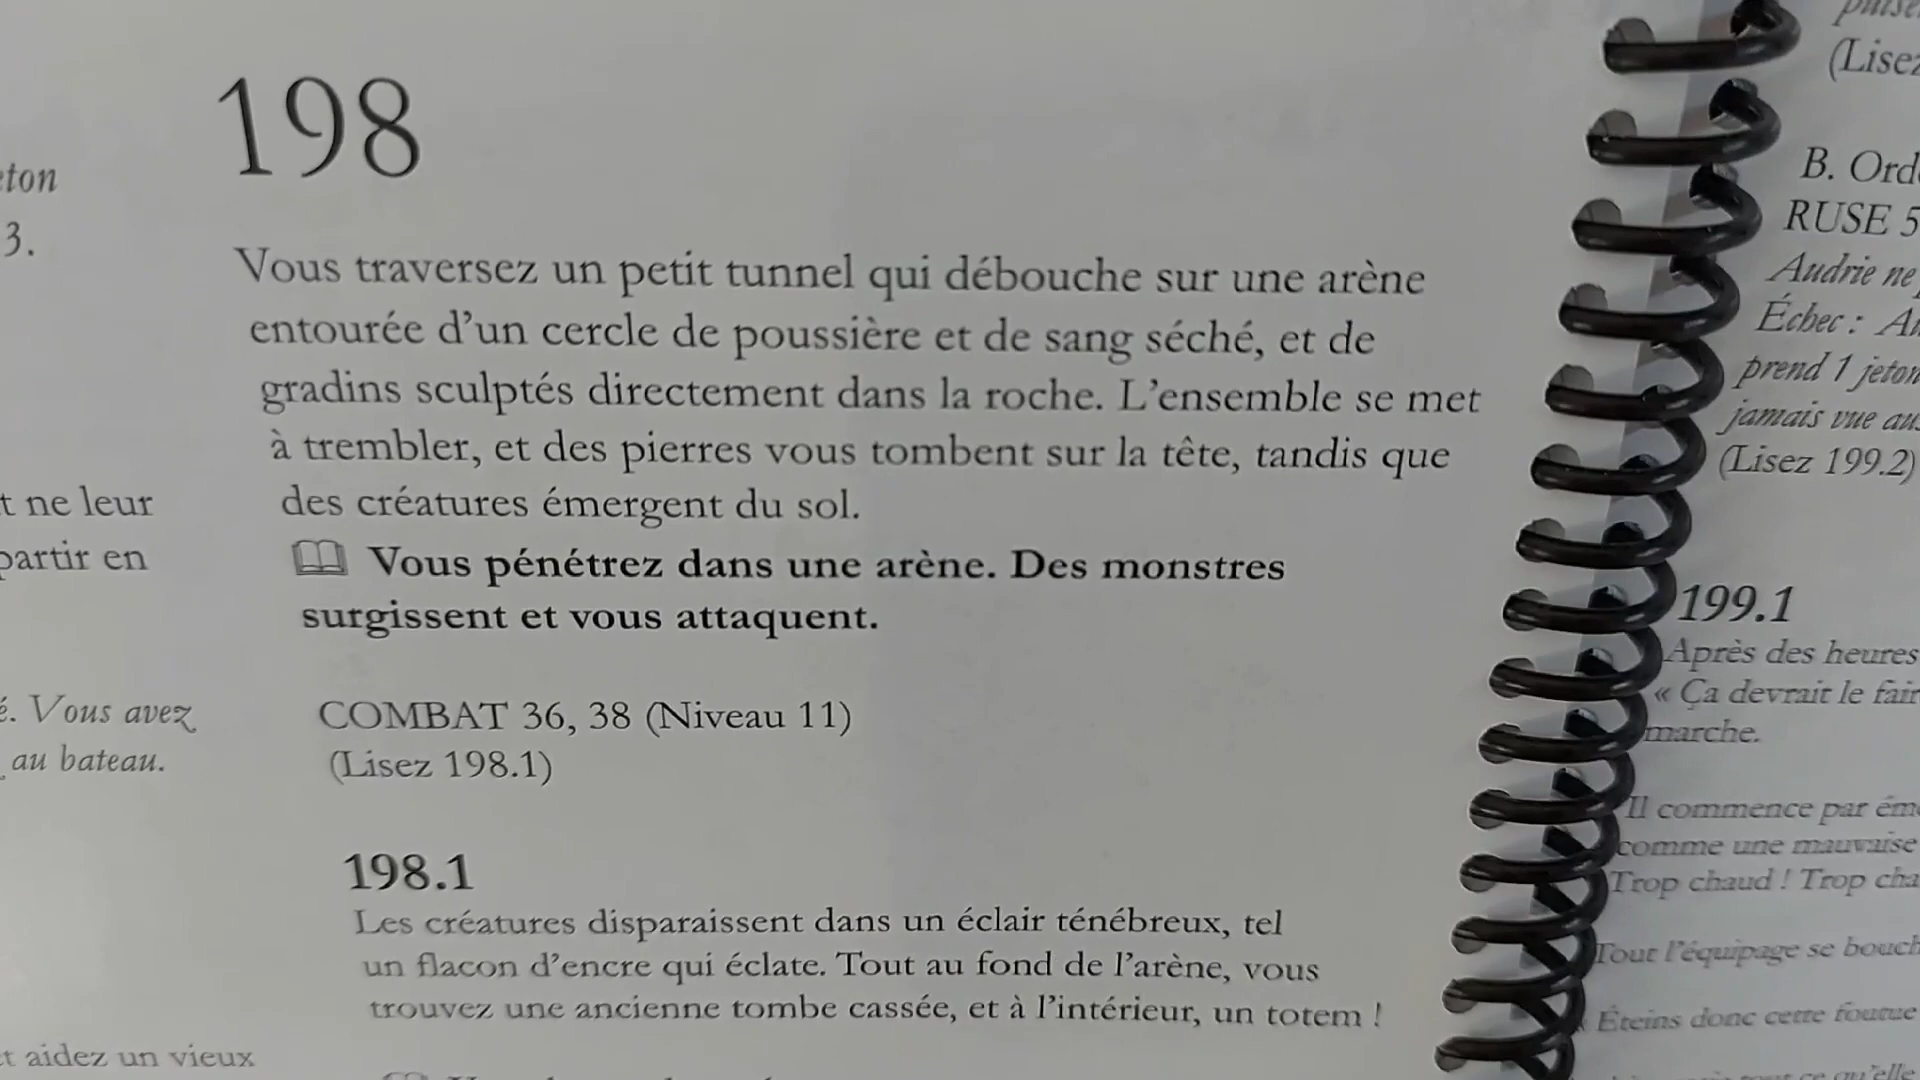 eton
3.
t ne leur
partir en
é. Vous avez
au bateau.
et aidez un vieux
198
Vous traversez un petit tunnel qui débouche sur une arène
entourée d'un cercle de poussière et de sang séché, et de
gradins sculptés directement dans la roche. L'ensemble se met
à trembler, et des pierres vous tombent sur la tête, tandis que
des créatures émergent du sol.
Vous pénétrez dans une arène. Des monstres
surgissent et vous attaquent.
COMBAT 36, 38 (Niveau 11)
(Lisez 198.1)
198.1
Les créatures disparaissent dans un éclair ténébreux, tel
un flacon d'encre qui éclate. Tout au fond de l'arène, vous
trouvez une ancienne tombe cassée, et à l'intérieur, un totem !
(Lisez
B. Ord
RUSE 5
Audrie ne
Échec : A
prend 1 jeton
jamais vue au
(Lisez 199.2)
199.1
Après des heures
« Ça devrait le fair
marche.
Il commence par ém
comme une mauvaise
Trop chaud ! Trop cha
Tout l'équipage se bouch
Éteins donc cette foutue